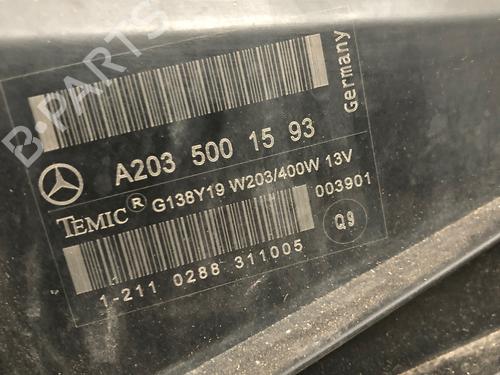 B-PARTS
Germany
A203 500 15 93
TEMIC® G138Y19 W203/400W 13V
003901
Q9
1-211 0288 311005